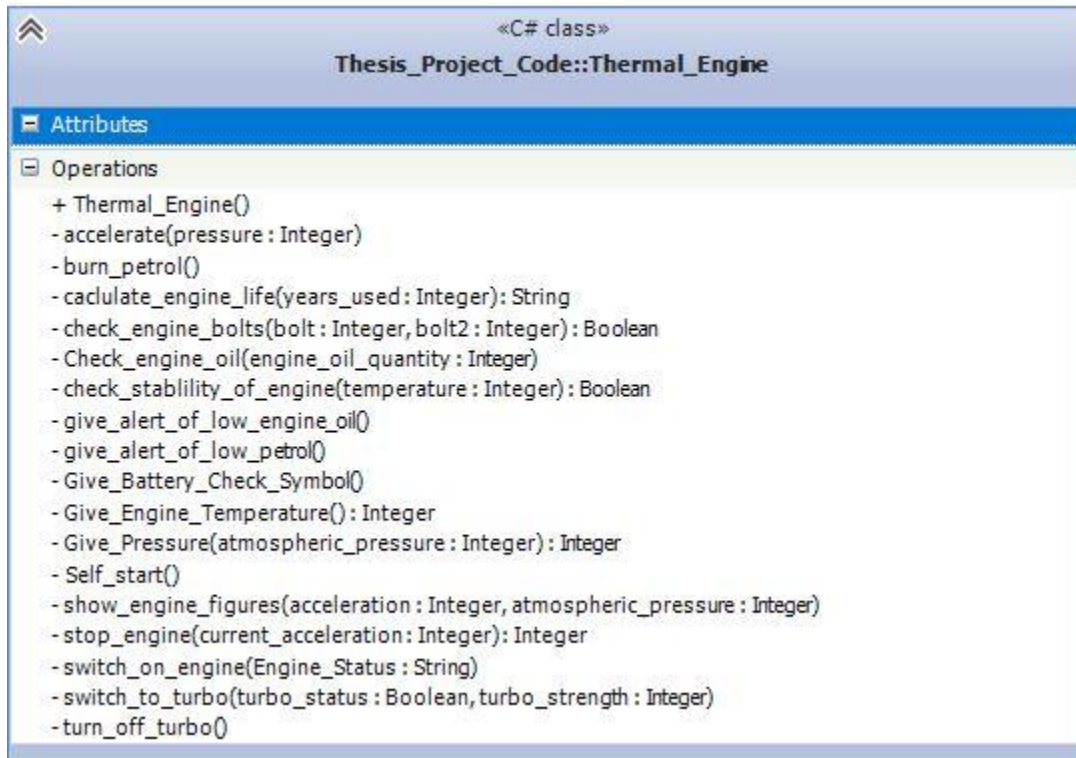 «C# class»
Thesis_Project_Code::Thermal_Engine
Attributes
Operations
+ Thermal_Engine()
- accelerate(pressure : Integer)
- burn_petrol()
- caclulate_engine_life(years_used : Integer) : String
- check_engine_bolts(bolt : Integer, bolt2 : Integer) : Boolean
- Check_engine_oil(engine_oil_quantity : Integer)
- check_stablility_of_engine(temperature : Integer) : Boolean
- give_alert_of_low_engine_oil()
- give_alert_of_low_petrol()
- Give_Battery_Check_Symbol()
- Give_Engine_Temperature() : Integer
- Give_Pressure(atmospheric_pressure : Integer) : Integer
- Self_start()
- show_engine_figures(acceleration : Integer, atmospheric_pressure : Integer)
- stop_engine(current_acceleration : Integer) : Integer
- switch_on_engine(Engine_Status : String)
- switch_to_turbo(turbo_status : Boolean, turbo_strength : Integer)
- turn_off_turbo()